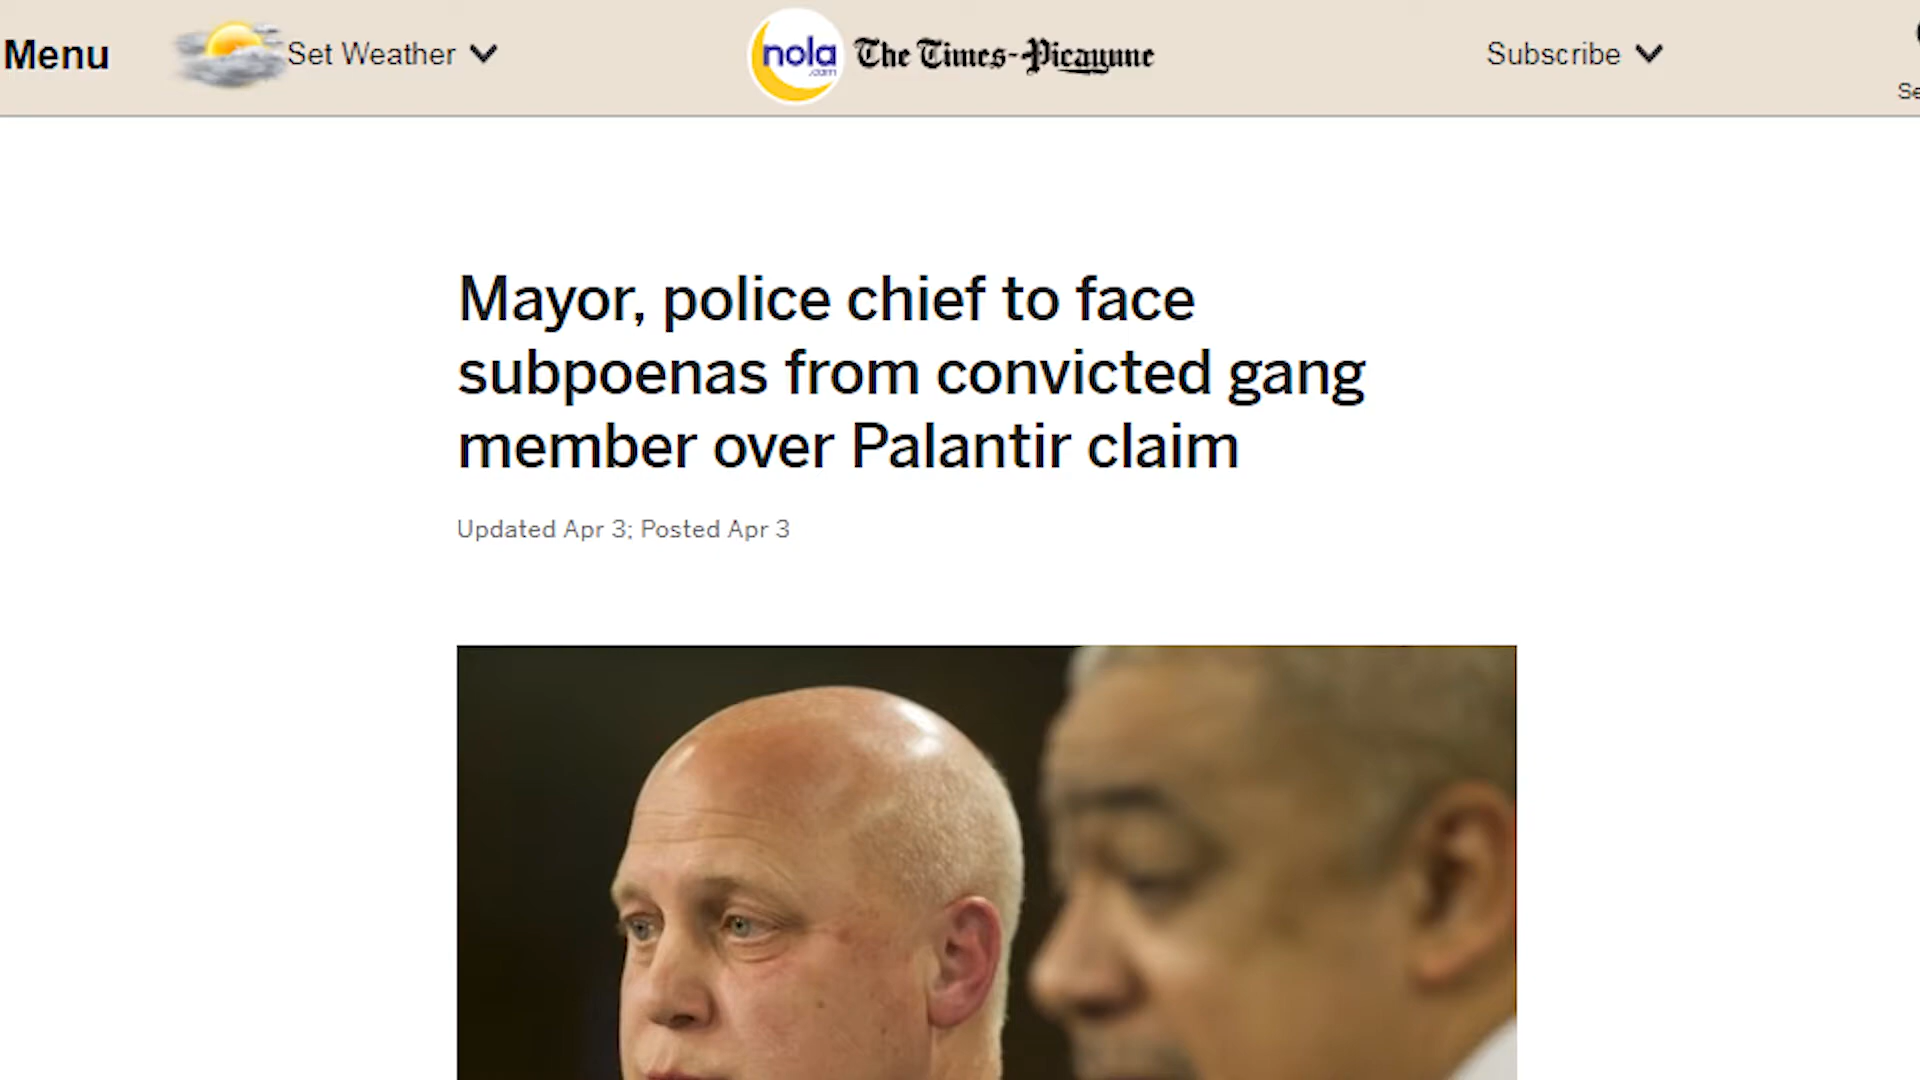 Menu
Set Weather
nola
.com
The Times-Picayune
Subscribe
Se
Mayor, police chief to face
subpoenas from convicted gang
member over Palantir claim
Updated Apr 3; Posted Apr 3